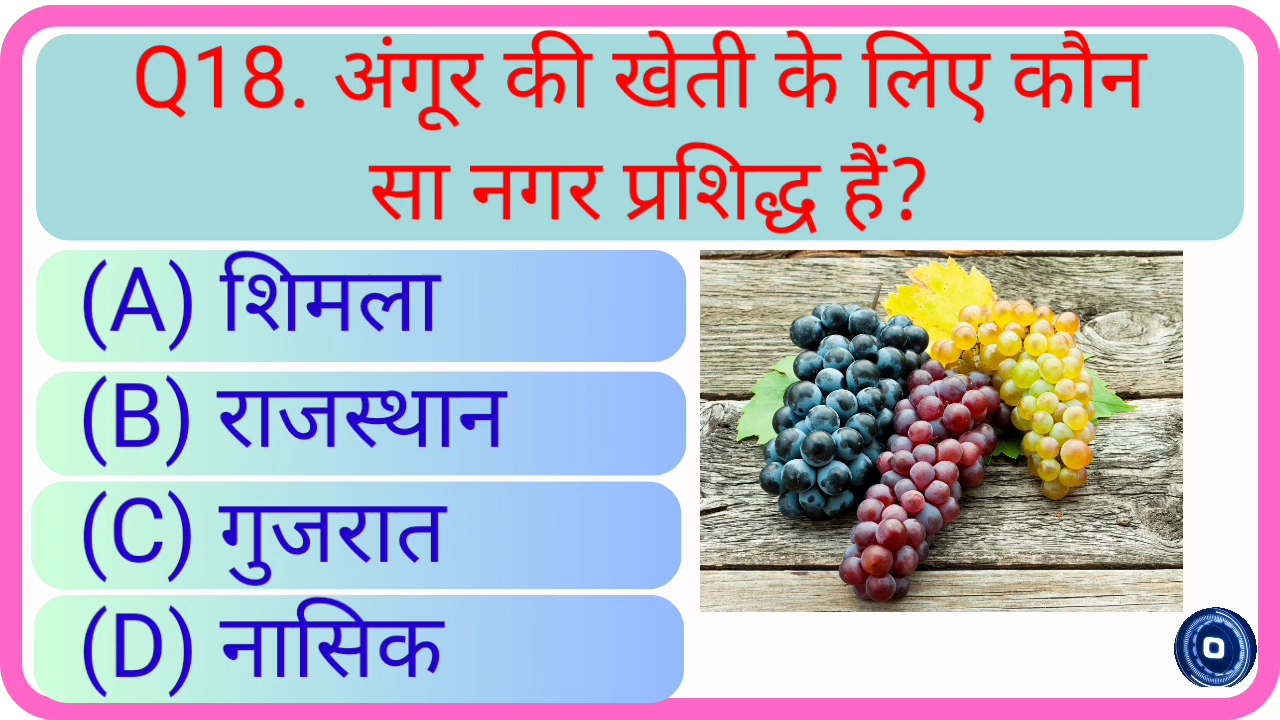 Q18. अंगूर की खेती के लिए कौन
सा नगर प्रशिद्ध हैं?
(A) शिमला
(B) राजस्थान
(C) गुजरात
(D) नासिक